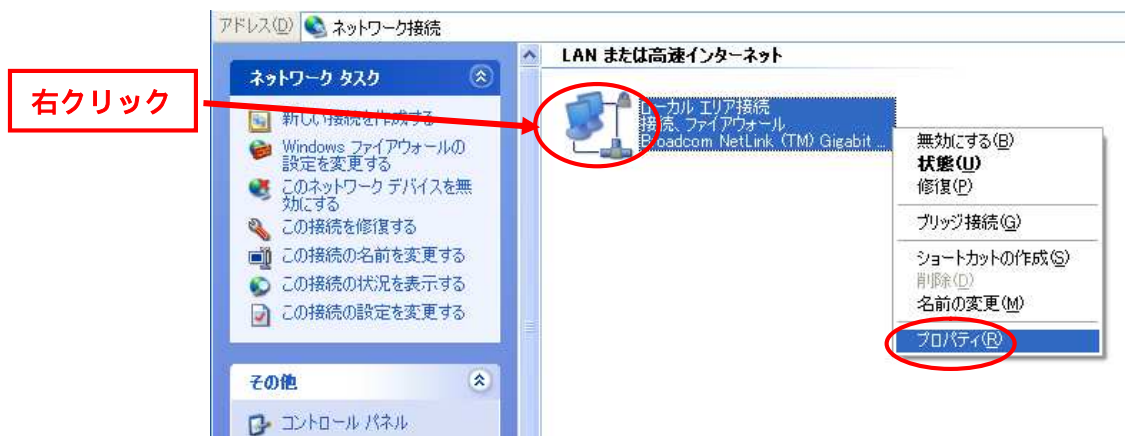 アドレス(D) ネットワーク接続
右クリック
ネットワーク タスク
新しい接続を作成する
Windows ファイアウォールの
設定を変更する
このネットワーク デバイスを無
効にする
この接続を修復する
この接続の名前を変更する
この接続の状況を表示する
この接続の設定を変更する
その他
コントロール パネル
LAN または高速インターネット
ローカル エリア接続
接続、ファイアウォール
Broadcom NetLink (TM) Gigabit ...
無効にする(B)
状態(U)
修復(P)
ブリッジ接続(G)
ショートカットの作成(S)
削除(D)
名前の変更(M)
プロパティ(R)